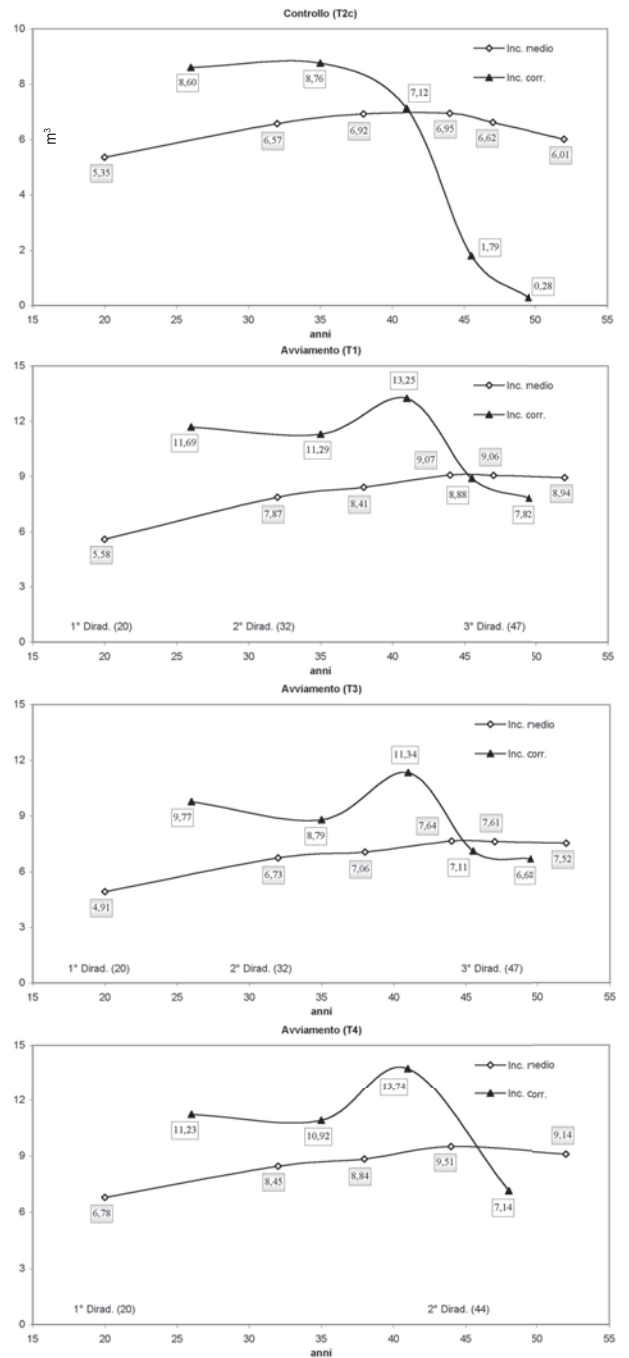 Controllo (T2c)
10
8
6
4
2
0
m³
Inc. medio
Inc. corr.
8,60
8,76
7,12
5,35
6,57
6,92
6,95
6,62
6,01
1,79
0,28
15 20 25 30 35 40 45 50 55
anni
Avviamento (T1)
15
12
9
6
3
0
Inc. medio
Inc. corr.
13,25
11,69
11,29
9,07
9,06
5,58
7,87
8,41
8,88
7,82
8,94
1° Dirad. (20) 2° Dirad. (32) 3° Dirad. (47)
15 20 25 30 35 40 45 50 55
anni
Avviamento (T3)
15
12
9
6
3
0
Inc. medio
Inc. corr.
11,34
9,77
8,79
7,64
7,61
4,91
6,73
7,06
7,11
6,68
7,52
1° Dirad. (20) 2° Dirad. (32) 3° Dirad. (47)
15 20 25 30 35 40 45 50 55
anni
Avviamento (T4)
15
12
9
6
3
0
Inc. medio
Inc. corr.
13,74
11,23
10,92
9,14
6,78
8,45
8,84
9,51
7,14
1° Dirad. (20) 2° Dirad. (44)
15 20 25 30 35 40 45 50 55
anni